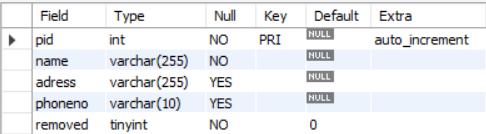 Field Type Null Key Default Extra
pid int NO PRI NULL auto_increment
name varchar(255) NO NULL
adress varchar(255) YES NULL
phoneno varchar(10) YES NULL
removed tinyint NO 0